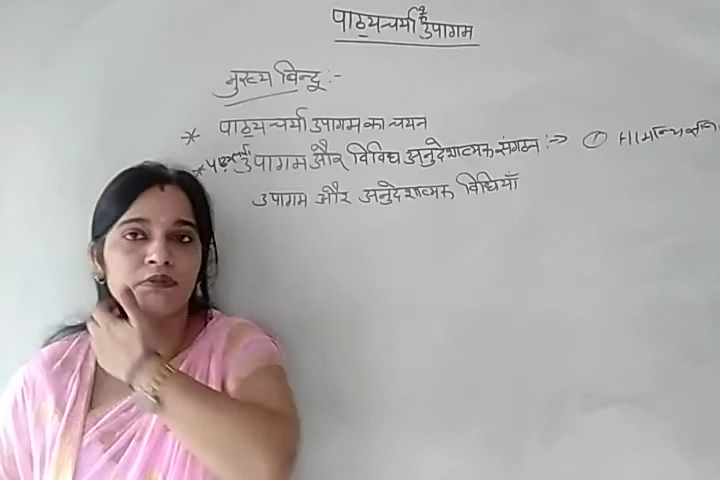 पाठ्यचर्या के उपागम
मुख्य बिन्दू :-
* पाठ्यचर्या उपागम का चयन
* पाठ्यचर्या उपागम और विविध अनुदेशात्मक संगठन :-> ①
उपागम और अनुदेशात्मक विधियाँ